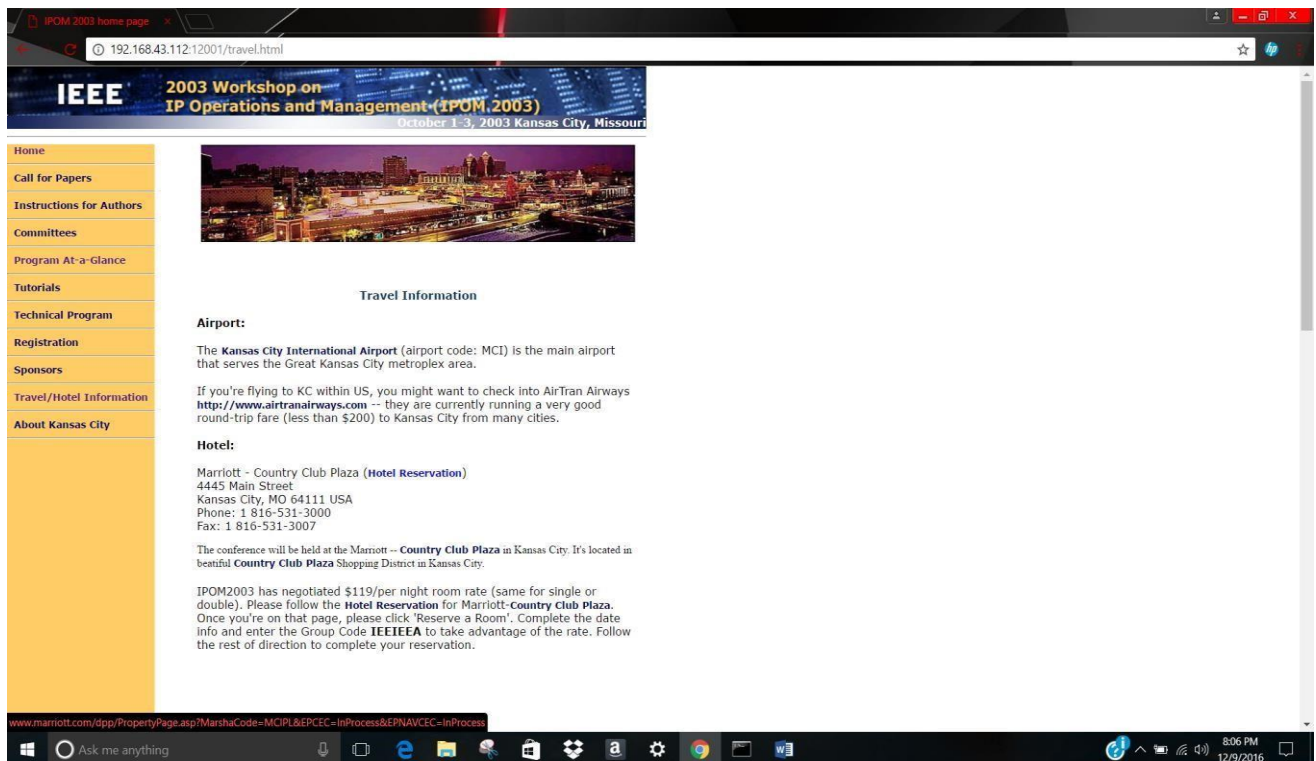 IPOM 2003 home page
192.168.43.112:12001/travel.html
IEEE
2003 Workshop on
IP Operations and Management (IPOM.2003)
October 1-3, 2003 Kansas City, Missouri
Home
Call for Papers
Instructions for Authors
Committees
Program At-a-Glance
Tutorials
Technical Program
Registration
Sponsors
Travel/Hotel Information
About Kansas City
Travel Information
Airport:
The Kansas City International Airport (airport code: MCI) is the main airport
that serves the Great Kansas City metroplex area.
If you're flying to KC within US, you might want to check into AirTran Airways
http://www.airtranairways.com -- they are currently running a very good
round-trip fare (less than $200) to Kansas City from many cities.
Hotel:
Marriott - Country Club Plaza (Hotel Reservation)
4445 Main Street
Kansas City, MO 64111 USA
Phone: 1 816-531-3000
Fax: 1 816-531-3007
The conference will be held at the Marriott -- Country Club Plaza in Kansas City. It's located in
beatiful Country Club Plaza Shopping District in Kansas City.
IPOM2003 has negotiated $119/per night room rate (same for single or
double). Please follow the Hotel Reservation for Marriott-Country Club Plaza.
Once you're on that page, please click 'Reserve a Room'. Complete the date
info and enter the Group Code IEEIEEA to take advantage of the rate. Follow
the rest of direction to complete your reservation.
www.marriott.com/dpp/PropertyPage.asp?MarshaCode=MCIPL&EPCEC=InProcess&EPNAVCEC=InProcess
Ask me anything
8:06 PM
12/9/2016